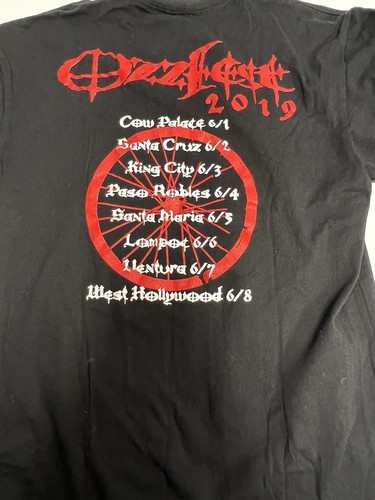 Ozzfest
2019
Cow Palace 6/1
Santa Cruz 6/2
King City 6/3
Paso Robles 6/4
Santa Maria 6/5
Lompoc 6/6
Ventura 6/7
West Hollywood 6/8